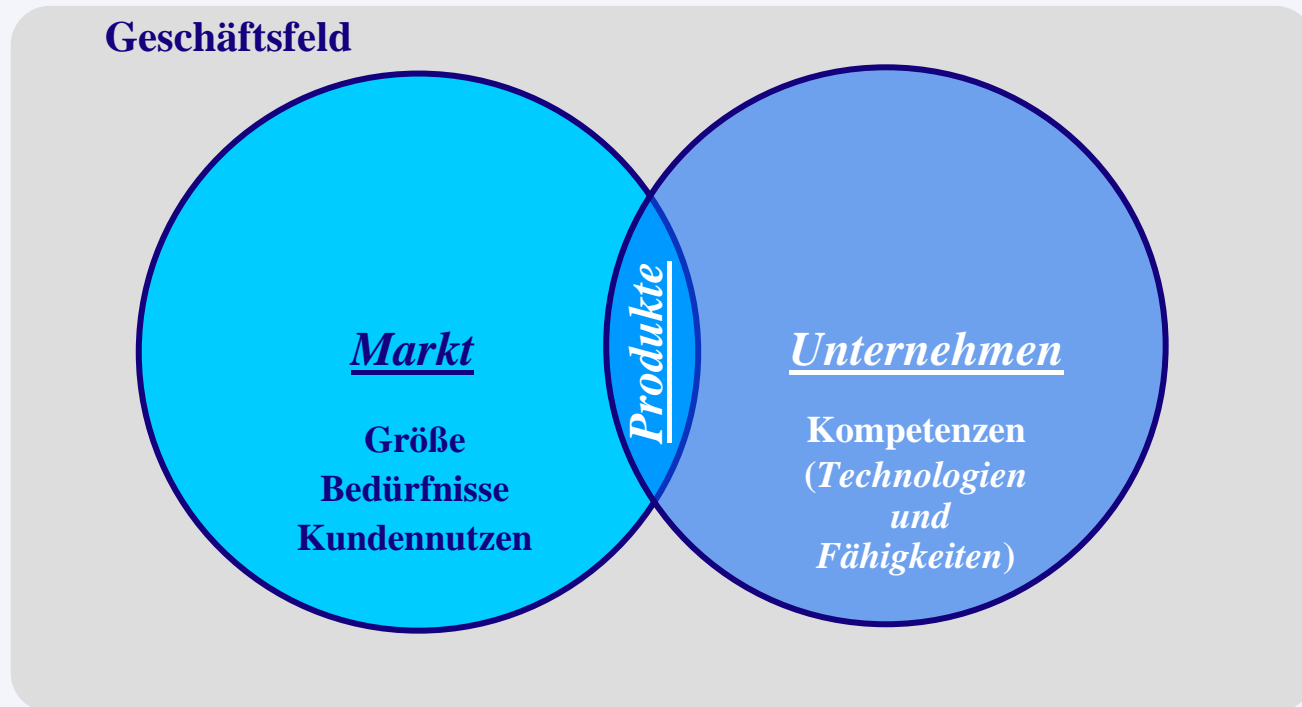 Geschäftsfeld
Markt
Größe
Bedürfnisse
Kundennutzen
Produkte
Unternehmen
Kompetenzen
(Technologien
und
Fähigkeiten)